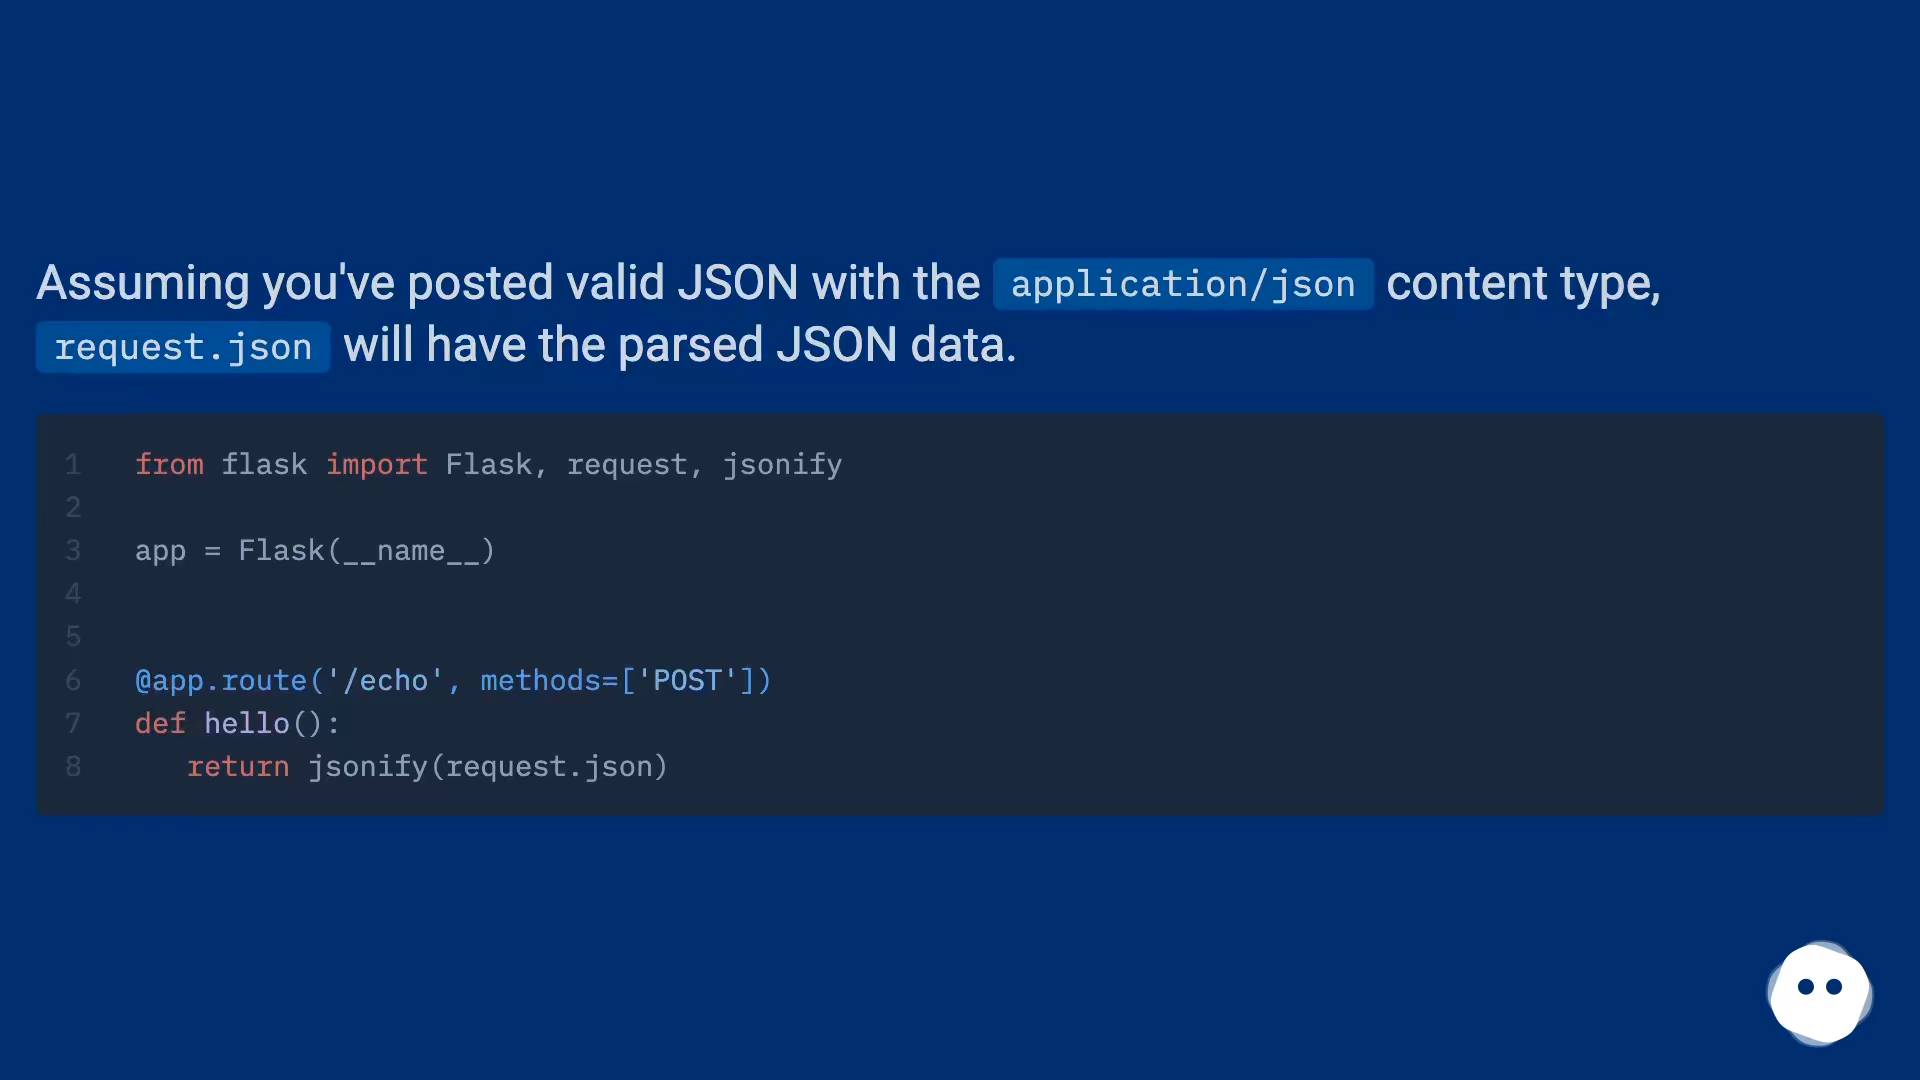 Assuming you've posted valid JSON with the application/json content type,
request.json will have the parsed JSON data.
1 from flask import Flask, request, jsonify
2
3 app = Flask(__name__)
4
5
6 @app.route('/echo', methods=['POST'])
7 def hello():
8    return jsonify(request.json)